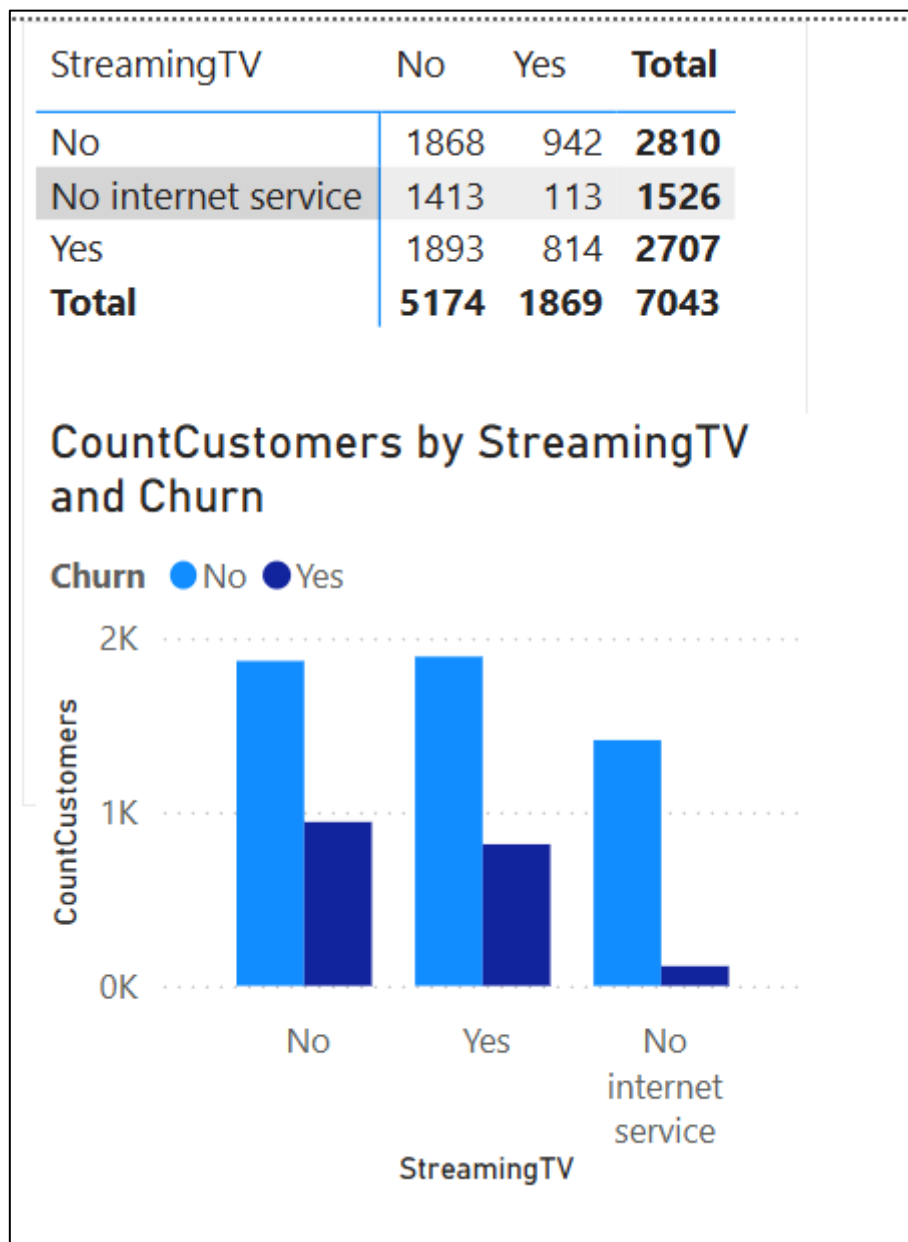 StreamingTV No Yes Total
No 1868 942 2810
No internet service 1413 113 1526
Yes 1893 814 2707
Total 5174 1869 7043
CountCustomers by StreamingTV
and Churn
Churn No Yes
2K
1K
0K
CountCustomers
No Yes No
internet
service
StreamingTV